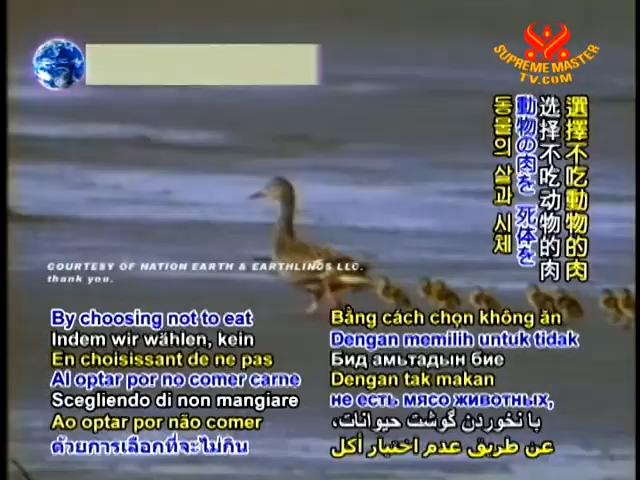 SUPREME MASTER
TV.COM
選擇不吃動物的肉
选择不吃动物的肉
動物の肉を 死体を
동물의 살과 시체
COURTESY OF NATION EARTH & EARTHLINGS LLC.
thank you.
By choosing not to eat
Indem wir wählen, kein
En choisissant de ne pas
Al optar por no comer carne
Scegliendo di non mangiare
Ao optar por não comer
ด้วยการเลือกที่จะไม่กิน
Bằng cách chọn không ăn
Dengan memilih untuk tidak
Бид амьтадын бие
Dengan tak makan
не есть мясо животных,
با نخوردن گوشت حیوانات،
عن طريق عدم اختيار أكل